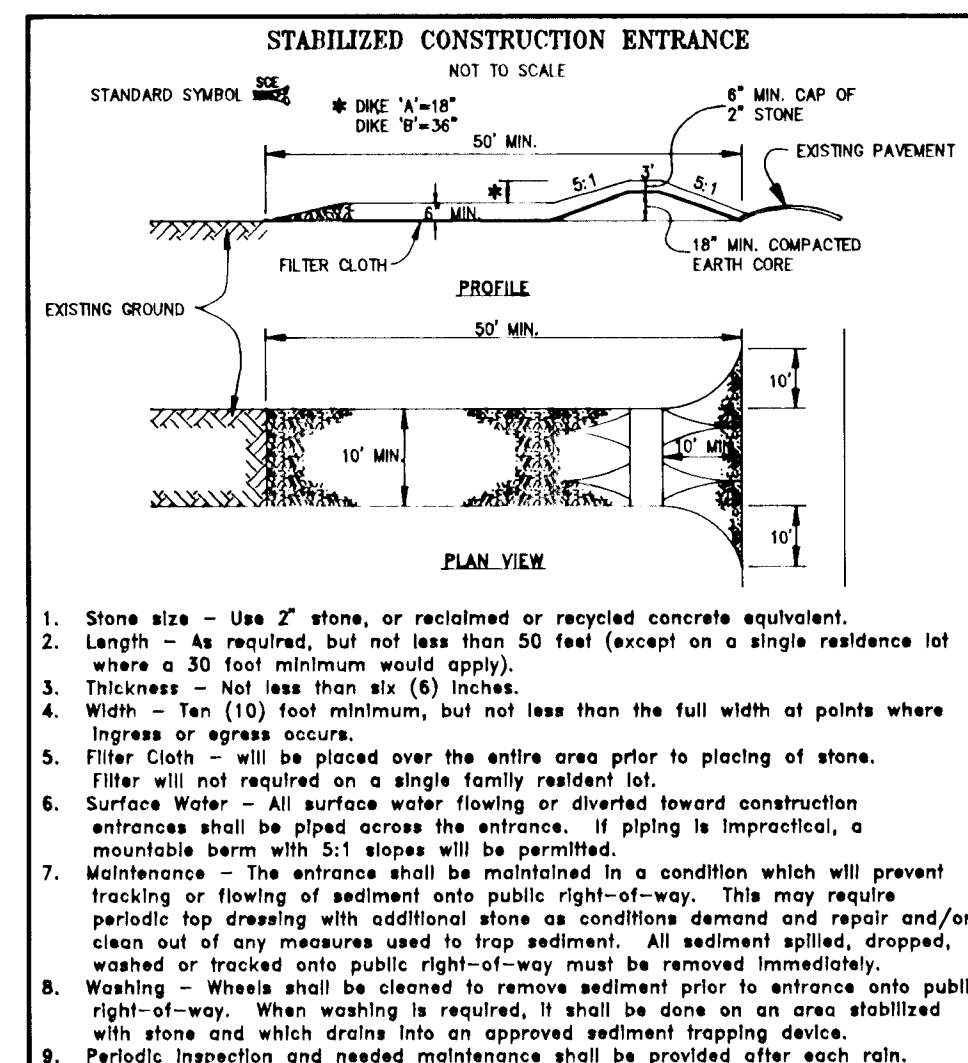 STABILIZED CONSTRUCTION ENTRANCE
NOT TO SCALE
STANDARD SYMBOL
SCE
* DIKE 'A'=18"
DIKE 'B'=36"
6" MIN. CAP OF
2" STONE
50' MIN.
EXISTING PAVEMENT
*
5:1
3'
5:1
6" MIN.
FILTER CLOTH
18" MIN. COMPACTED
EARTH CORE
PROFILE
EXISTING GROUND
50' MIN.
10'
10' MIN.
10' MIN
10'
PLAN VIEW
1. Stone size – Use 2" stone, or reclaimed or recycled concrete equivalent.
2. Length – As required, but not less than 50 feet (except on a single residence lot
where a 30 foot minimum would apply).
3. Thickness – Not less than six (6) inches.
4. Width – Ten (10) foot minimum, but not less than the full width at points where
ingress or egress occurs.
5. Filter Cloth – will be placed over the entire area prior to placing of stone.
Filter will not required on a single family resident lot.
6. Surface Water – All surface water flowing or diverted toward construction
entrances shall be piped across the entrance. If piping is impractical, a
mountable berm with 5:1 slopes will be permitted.
7. Maintenance – The entrance shall be maintained in a condition which will prevent
tracking or flowing of sediment onto public right-of-way. This may require
periodic top dressing with additional stone as conditions demand and repair and/or
clean out of any measures used to trap sediment. All sediment spilled, dropped,
washed or tracked onto public right-of-way must be removed immediately.
8. Washing – Wheels shall be cleaned to remove sediment prior to entrance onto publi
right-of-way. When washing is required, it shall be done on an area stabilized
with stone and which drains into an approved sediment trapping device.
9. Periodic inspection and needed maintenance shall be provided after each rain.